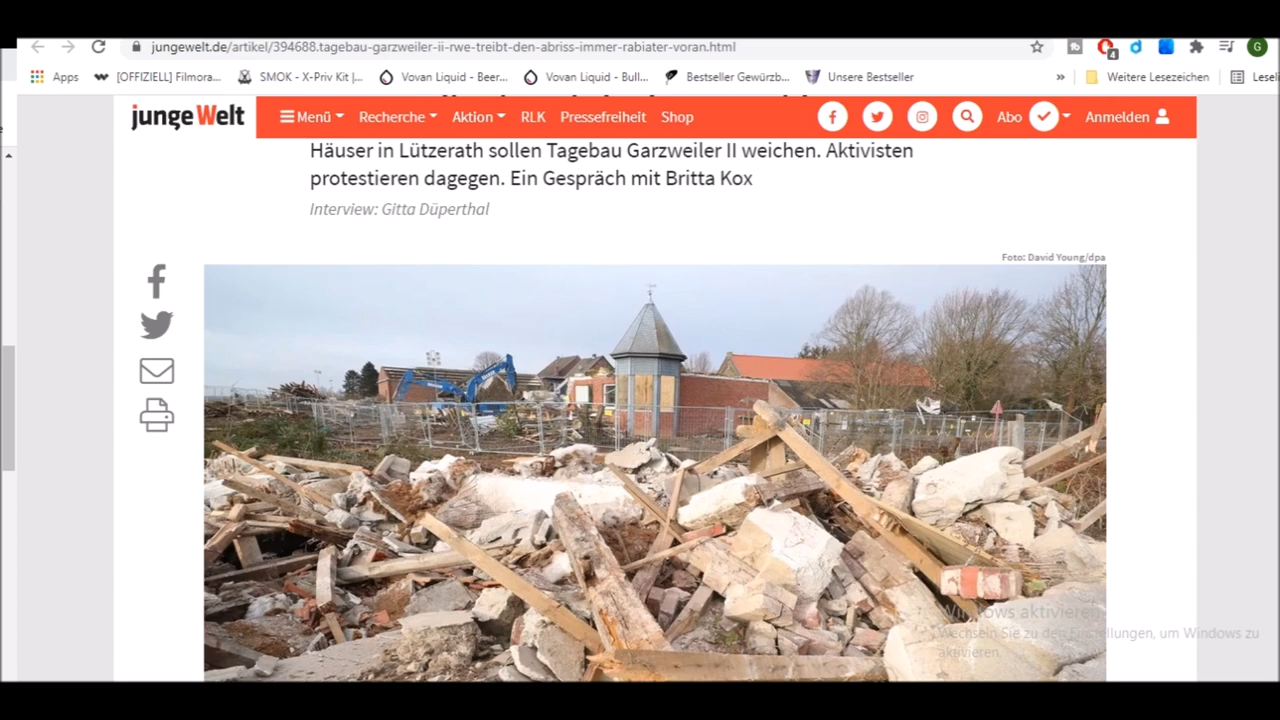 jungewelt.de/artikel/394688.tagebau-garzweiler-ii-rwe-treibt-den-abriss-immer-rabiater-voran.html
4
G
Apps
[OFFIZIELL] Filmora...
SMOK - X-Priv Kit |...
Vovan Liquid - Beer...
Vovan Liquid - Bull...
Bestseller Gewürzb...
Unsere Bestseller
»
Weitere Lesezeichen
Leseli
junge Welt
Menü
Recherche
Aktion
RLK
Pressefreiheit
Shop
Abo
Anmelden
Häuser in Lützerath sollen Tagebau Garzweiler II weichen. Aktivisten
protestieren dagegen. Ein Gespräch mit Britta Kox
Interview: Gitta Düperthal
Foto: David Young/dpa
Windows aktivieren
Wechseln Sie zu den Einstellungen, um Windows zu
aktivieren.